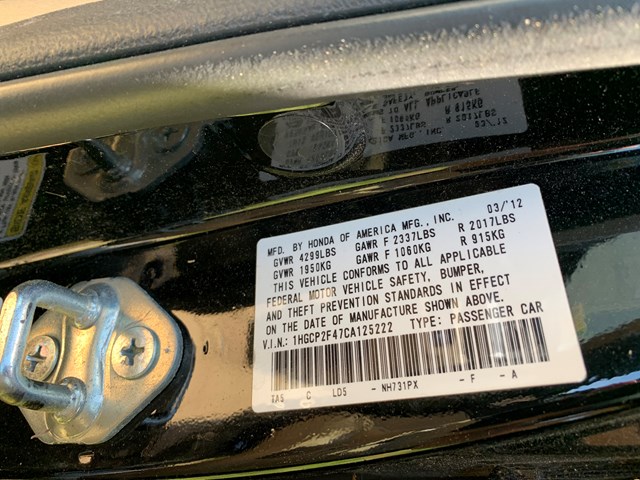 MFD. BY HONDA OF AMERICA MFG., INC. 03/'12
GVWR 4299LBS GAWR F 2337LBS R 2017LBS
GVWR 1950KG GAWR F 1060KG R 915KG
THIS VEHICLE CONFORMS TO ALL APPLICABLE
FEDERAL MOTOR VEHICLE SAFETY, BUMPER,
AND THEFT PREVENTION STANDARDS IN EFFECT
ON THE DATE OF MANUFACTURE SHOWN ABOVE.
V.I.N.: 1HGCP2F47CA125222 TYPE: PASSENGER CAR
TA5 C LD5 -NH731PX -F -A